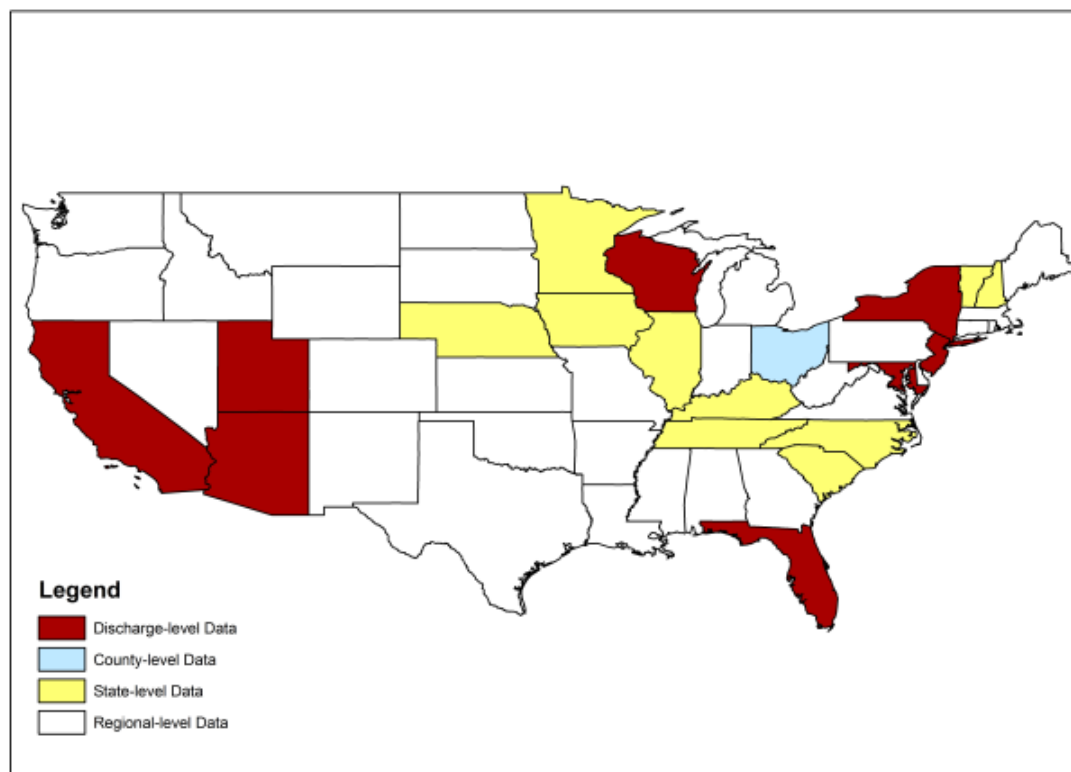 Legend
Discharge-level Data
County-level Data
State-level Data
Regional-level Data